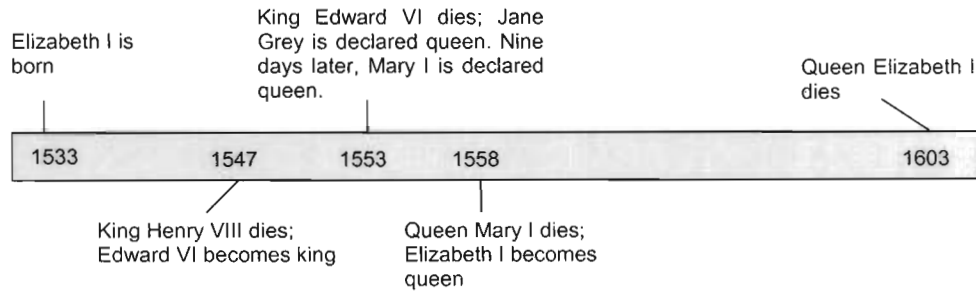 Elizabeth I is
born
King Edward VI dies; Jane
Grey is declared queen. Nine
days later, Mary I is declared
queen.
Queen Elizabeth I
dies
1533 1547 1553 1558 1603
King Henry VIII dies;
Edward VI becomes king
Queen Mary I dies;
Elizabeth I becomes
queen